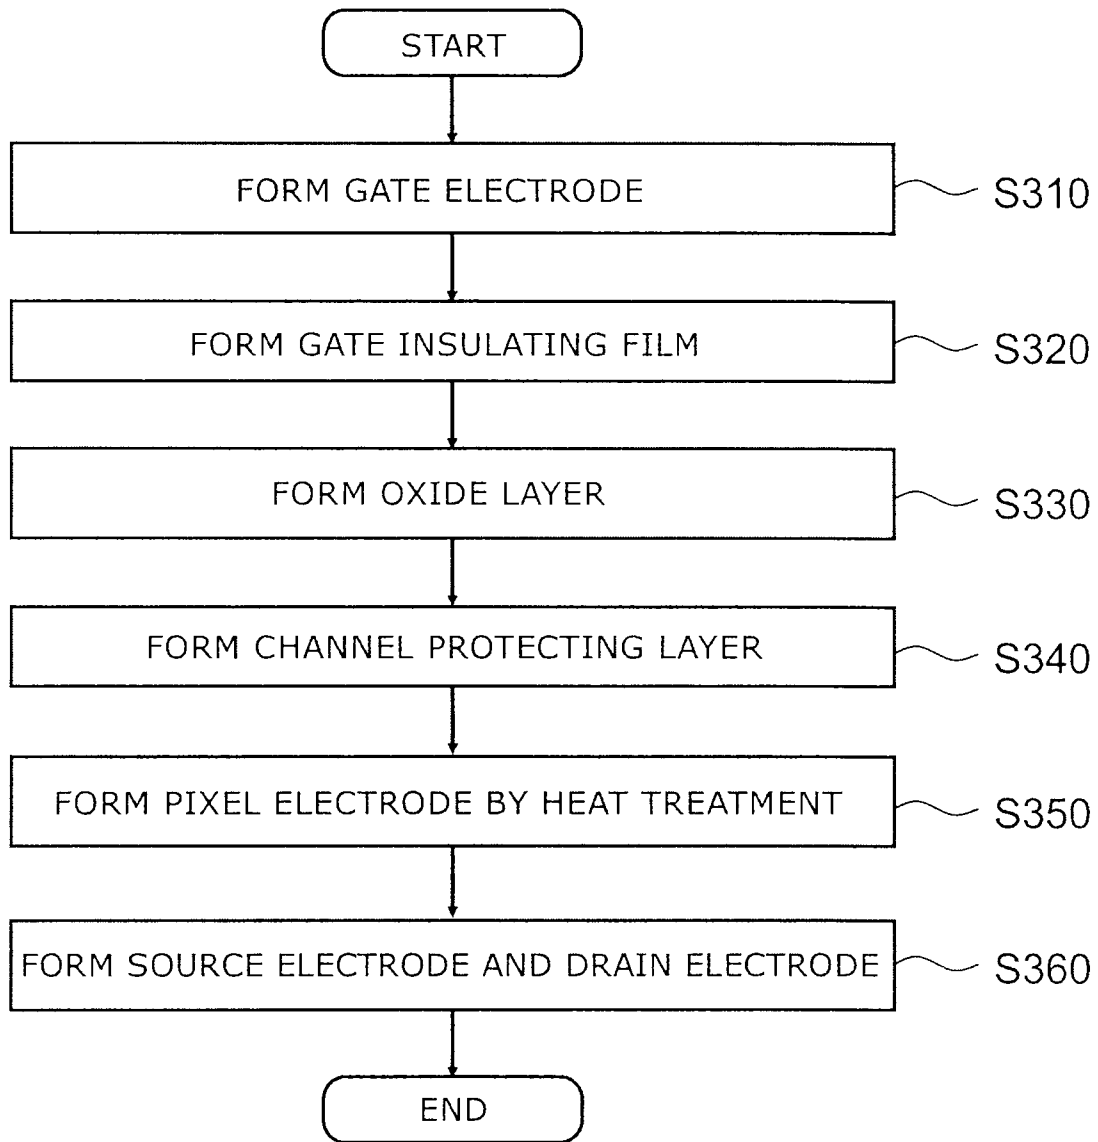 START
FORM GATE ELECTRODE S310
FORM GATE INSULATING FILM S320
FORM OXIDE LAYER S330
FORM CHANNEL PROTECTING LAYER S340
FORM PIXEL ELECTRODE BY HEAT TREATMENT S350
FORM SOURCE ELECTRODE AND DRAIN ELECTRODE S360
END